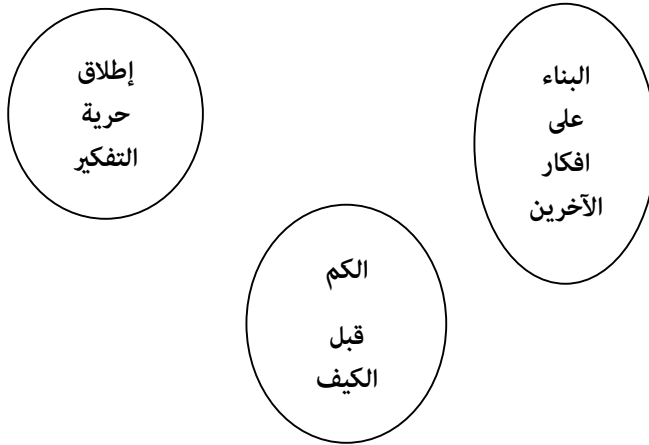 البناء
على
افكار
الآخرين
إطلاق
حرية
التفكير
الكم
قبل
الكيف